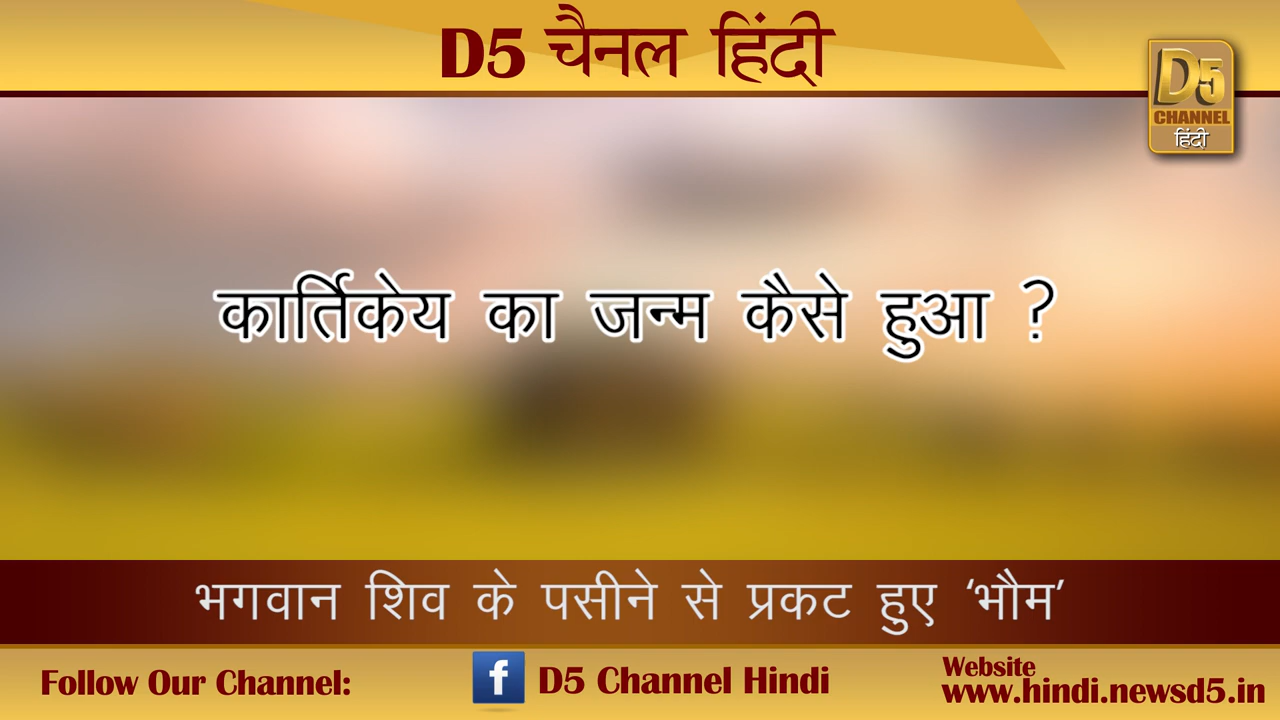 D5 चैनल हिंदी
D5
CHANNEL
हिंदी
कार्तिकेय का जन्म कैसे हुआ ?
भगवान शिव के पसीने से प्रकट हुए ‘भौम’
Follow Our Channel:
f D5 Channel Hindi
Website
www.hindi.newsd5.in